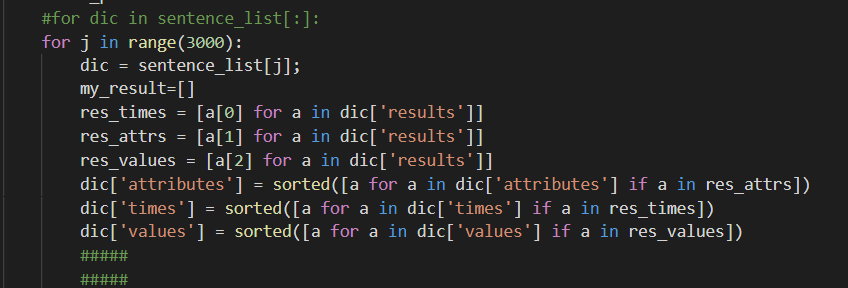 #for dic in sentence_list[:]:
for j in range(3000):
dic = sentence_list[j];
my_result=[]
res_times = [a[0] for a in dic['results']]
res_attrs = [a[1] for a in dic['results']]
res_values = [a[2] for a in dic['results']]
dic['attributes'] = sorted([a for a in dic['attributes'] if a in res_attrs])
dic['times'] = sorted([a for a in dic['times'] if a in res_times])
dic['values'] = sorted([a for a in dic['values'] if a in res_values])
#####
#####